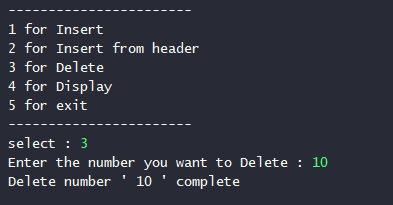 -----------------------
1 for Insert
2 for Insert from header
3 for Delete
4 for Display
5 for exit
-----------------------
select : 3
Enter the number you want to Delete : 10
Delete number ' 10 ' complete